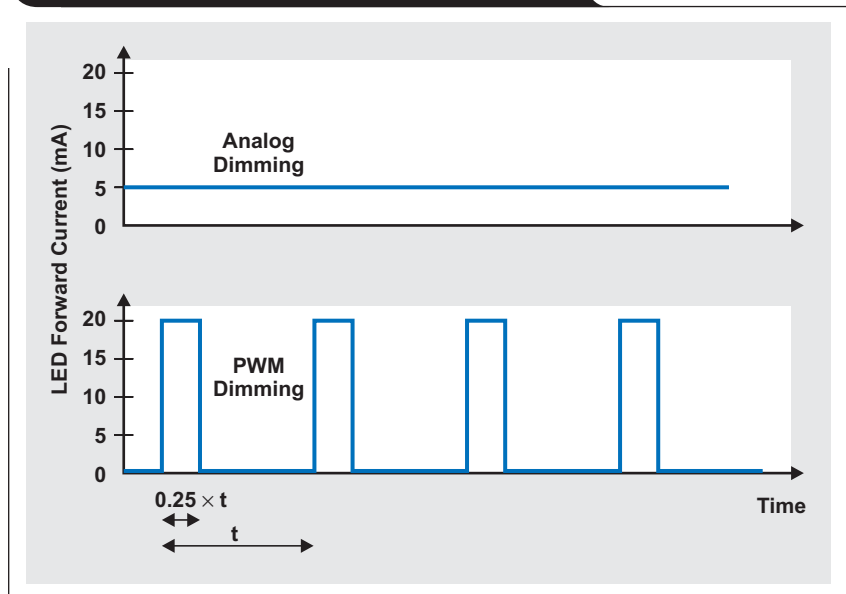 LED Forward Current (mA)
20
15
10
5
0
Analog
Dimming
20
15
10
5
0
PWM
Dimming
0.25 × t
t
Time